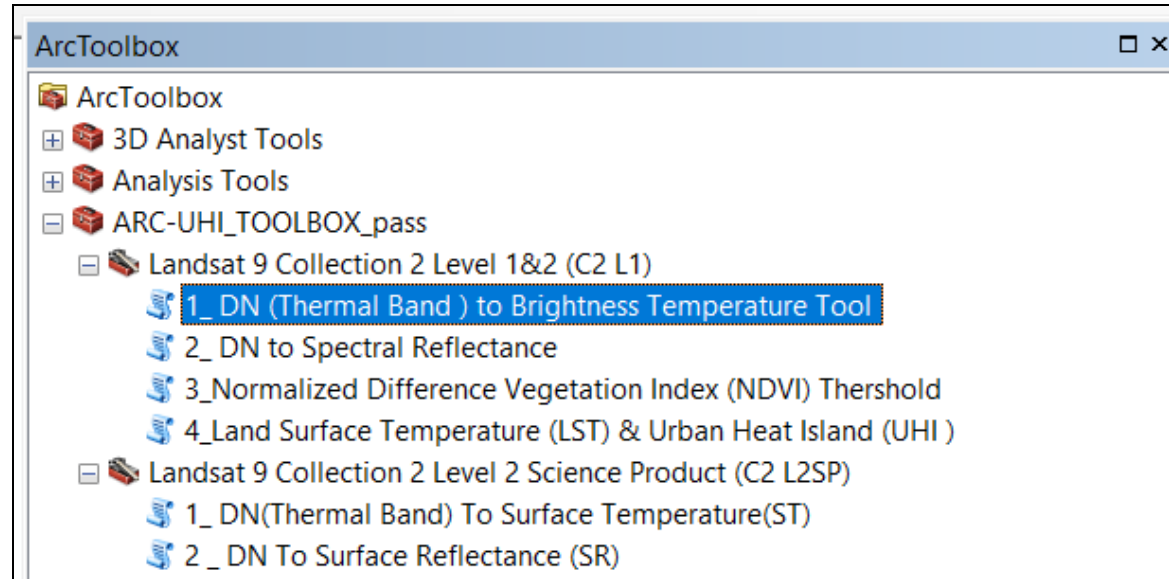 ArcToolbox
ArcToolbox
3D Analyst Tools
Analysis Tools
ARC-UHI_TOOLBOX_pass
Landsat 9 Collection 2 Level 1&2 (C2 L1)
1_ DN (Thermal Band ) to Brightness Temperature Tool
2_ DN to Spectral Reflectance
3_Normalized Difference Vegetation Index (NDVI) Thershold
4_Land Surface Temperature (LST) & Urban Heat Island (UHI )
Landsat 9 Collection 2 Level 2 Science Product (C2 L2SP)
1_ DN(Thermal Band) To Surface Temperature(ST)
2 _ DN To Surface Reflectance (SR)